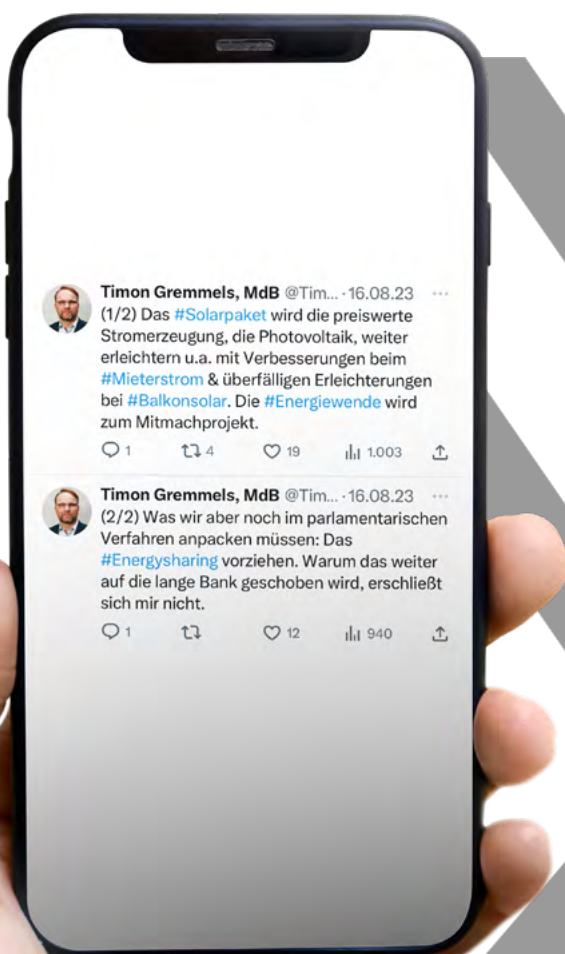 Timon Gremmels, MdB @Tim... · 16.08.23 ...
(1/2) Das #Solarpaket wird die preiswerte
Stromerzeugung, die Photovoltaik, weiter
erleichtern u.a. mit Verbesserungen beim
#Mieterstrom & überfälligen Erleichterungen
bei #Balkonsolar. Die #Energiewende wird
zum Mitmachprojekt.
1 4 19 1.003
Timon Gremmels, MdB @Tim... · 16.08.23 ...
(2/2) Was wir aber noch im parlamentarischen
Verfahren anpacken müssen: Das
#Energysharing vorziehen. Warum das weiter
auf die lange Bank geschoben wird, erschließt
sich mir nicht.
1 12 940